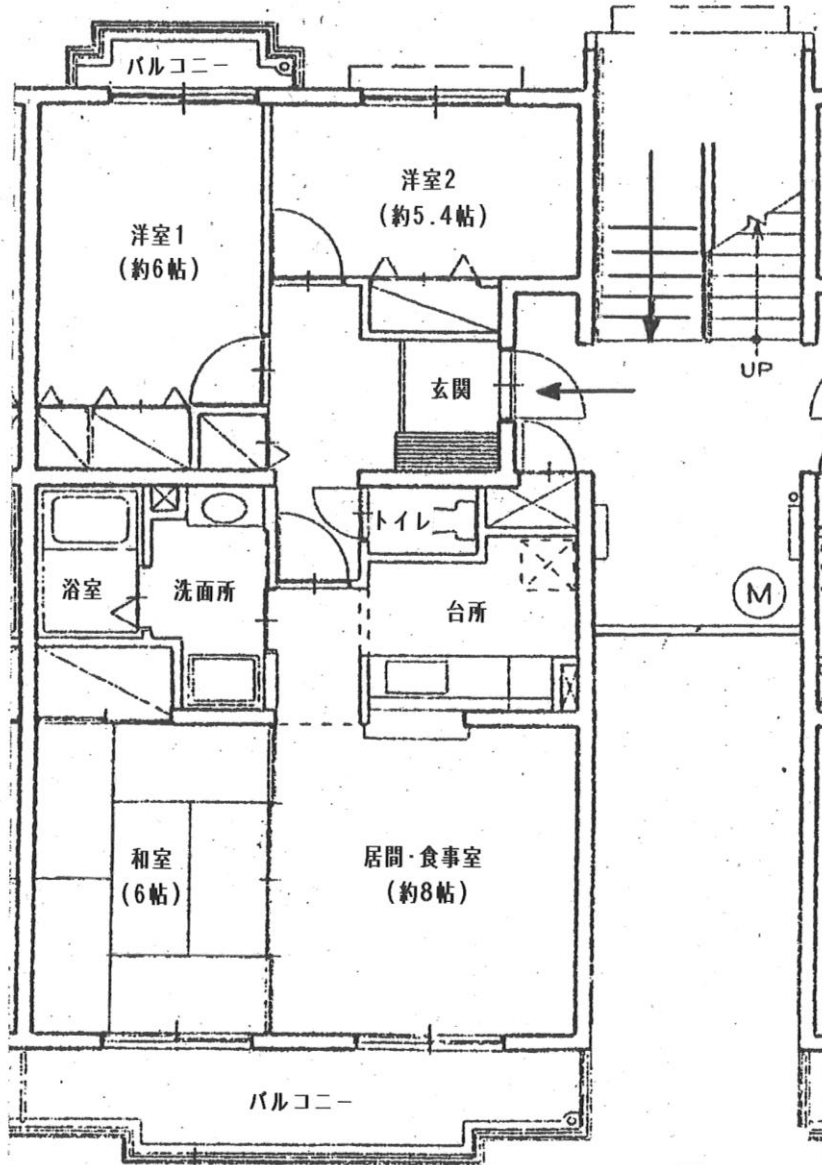 バルコニー
洋室1
(約6帖)
洋室2
(約5.4帖)
UP
玄関
トイレ
浴室
洗面所
台所
M
和室
(6帖)
居間・食事室
(約8帖)
バルコニー